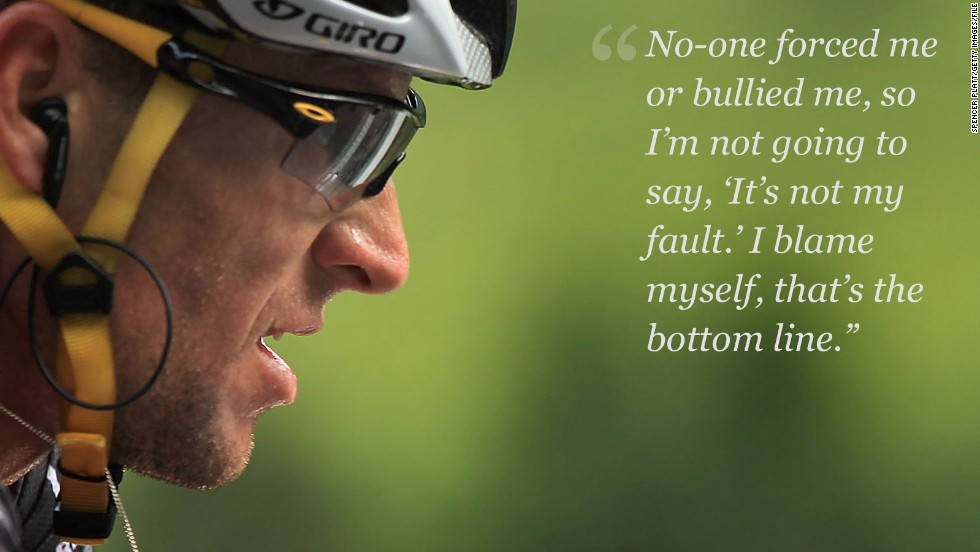 GIRO
“No-one forced me
or bullied me, so
I’m not going to
say, ‘It’s not my
fault.’ I blame
myself, that’s the
bottom line.”
SPENCER PLATT/GETTY IMAGES/FILE